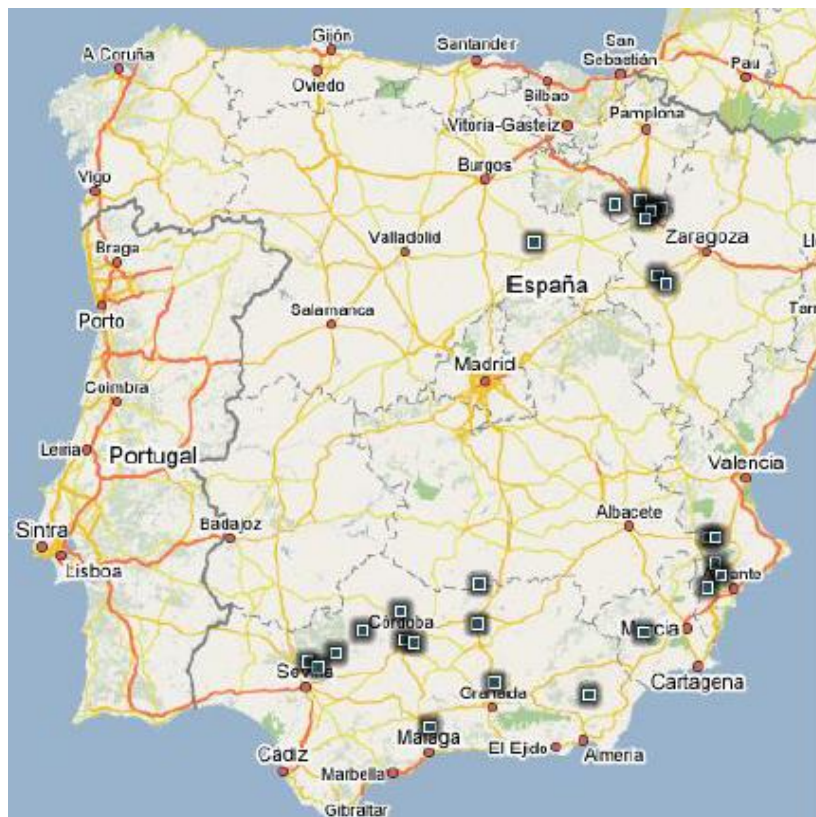 Gijón
A Coruña
Santander
San
Sebastián
Oviedo
Bilbao
Pau
Vitoria-Gasteiz
Pamplona
Burgos
Vigo
Valladolid
Zaragoza
Braga
España
Porto
Salamanca
Madrid
Coimbra
Leiria
Portugal
Valencia
Sintra
Badajoz
Albacete
Lisboa
Córdoba
Murcia
Sevilla
Granada
Cartagena
Málaga
El Ejido
Almería
Cádiz
Marbella
Gibraltar